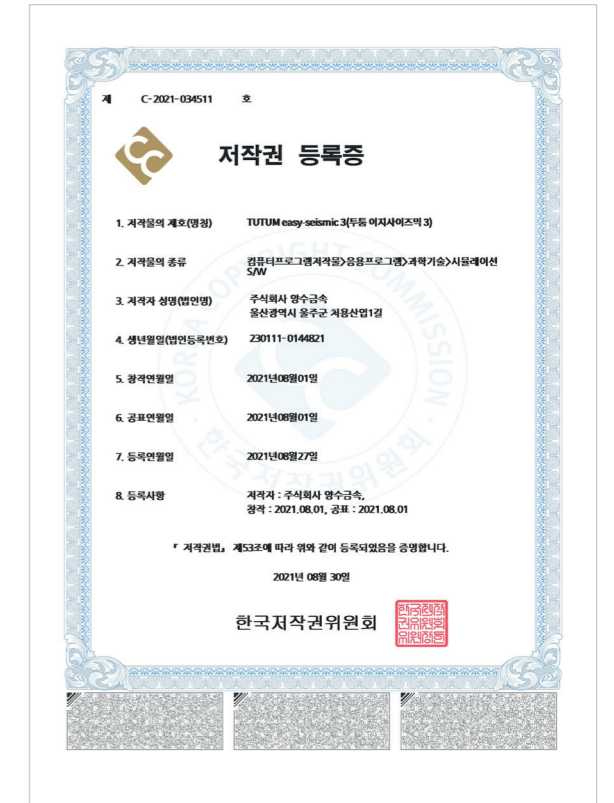 제 C-2021-034511 호
저작권 등록증
1. 저작물의 제호(명칭) TUTUM easy-seismic 3(투툼 이지사이즈믹 3)
2. 저작물의 종류 컴퓨터프로그램저작물>응용프로그램>과학기술>시뮬레이션
S/W
3. 저작자 성명(법인명) 주식회사 양수금속
울산광역시 울주군 처용산업1길
4. 생년월일(법인등록번호) 230111-0144821
5. 창작연월일 2021년08월01일
6. 공표연월일 2021년08월01일
7. 등록연월일 2021년08월27일
8. 등록사항 저작자 : 주식회사 양수금속,
창작 : 2021.08.01, 공표 : 2021.08.01
『 저작권법』 제53조에 따라 위와 같이 등록되었음을 증명합니다.
2021년 08월 30일
한국저작권위원회
KOREA COPYRIGHT COMMISSION
한국저작권위원회